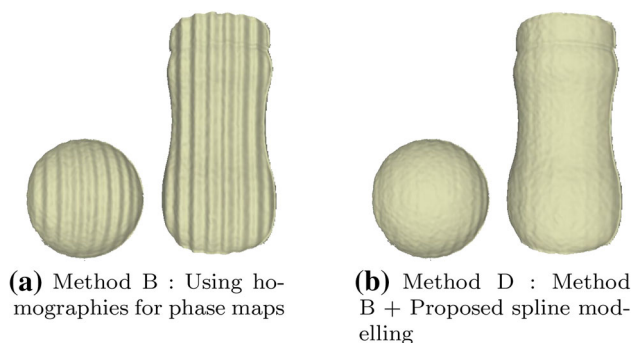 (a) Method B : Using ho-
mographies for phase maps
(b) Method D : Method
B + Proposed spline mod-
elling